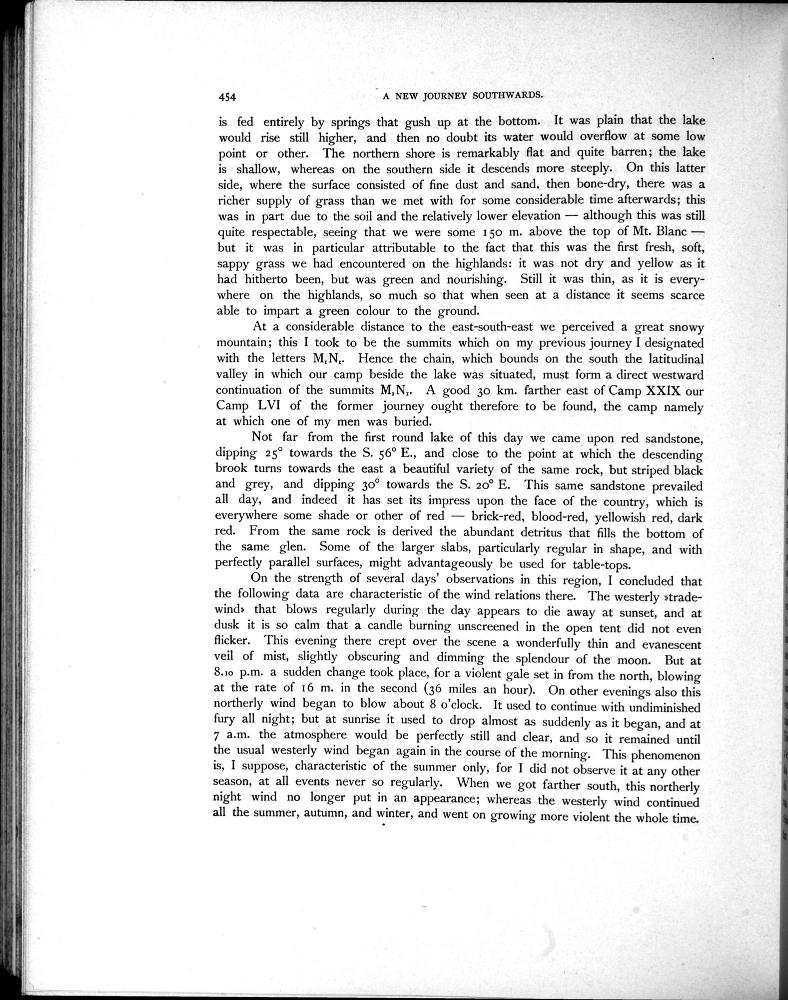 454 A NEW JOURNEY SOUTHWARDS.
is fed entirely by springs that gush up at the bottom. It was plain that the lake
would rise still higher, and then no doubt its water would overflow at some low
point or other. The northern shore is remarkably flat and quite barren; the lake
is shallow, whereas on the southern side it descends more steeply. On this latter
side, where the surface consisted of fine dust and sand, then bone-dry, there was a
richer supply of grass than we met with for some considerable time afterwards; this
was in part due to the soil and the relatively lower elevation — although this was still
quite respectable, seeing that we were some 150 m. above the top of Mt. Blanc —
but it was in particular attributable to the fact that this was the first fresh, soft,
sappy grass we had encountered on the highlands: it was not dry and yellow as it
had hitherto been, but was green and nourishing. Still it was thin, as it is every-
where on the highlands, so much so that when seen at a distance it seems scarce
able to impart a green colour to the ground.
At a considerable distance to the east-south-east we perceived a great snowy
mountain; this I took to be the summits which on my previous journey I designated
with the letters M₁N₁. Hence the chain, which bounds on the south the latitudinal
valley in which our camp beside the lake was situated, must form a direct westward
continuation of the summits M₁N₁. A good 30 km. farther east of Camp XXIX our
Camp LVI of the former journey ought therefore to be found, the camp namely
at which one of my men was buried.
Not far from the first round lake of this day we came upon red sandstone,
dipping 25° towards the S. 56° E., and close to the point at which the descending
brook turns towards the east a beautiful variety of the same rock, but striped black
and grey, and dipping 30° towards the S. 20° E. This same sandstone prevailed
all day, and indeed it has set its impress upon the face of the country, which is
everywhere some shade or other of red — brick-red, blood-red, yellowish red, dark
red. From the same rock is derived the abundant detritus that fills the bottom of
the same glen. Some of the larger slabs, particularly regular in shape, and with
perfectly parallel surfaces, might advantageously be used for table-tops.
On the strength of several days' observations in this region, I concluded that
the following data are characteristic of the wind relations there. The westerly »trade-
wind» that blows regularly during the day appears to die away at sunset, and at
dusk it is so calm that a candle burning unscreened in the open tent did not even
flicker. This evening there crept over the scene a wonderfully thin and evanescent
veil of mist, slightly obscuring and dimming the splendour of the moon. But at
8.10 p.m. a sudden change took place, for a violent gale set in from the north, blowing
at the rate of 16 m. in the second (36 miles an hour). On other evenings also this
northerly wind began to blow about 8 o'clock. It used to continue with undiminished
fury all night; but at sunrise it used to drop almost as suddenly as it began, and at
7 a.m. the atmosphere would be perfectly still and clear, and so it remained until
the usual westerly wind began again in the course of the morning. This phenomenon
is, I suppose, characteristic of the summer only, for I did not observe it at any other
season, at all events never so regularly. When we got farther south, this northerly
night wind no longer put in an appearance; whereas the westerly wind continued
all the summer, autumn, and winter, and went on growing more violent the whole time.